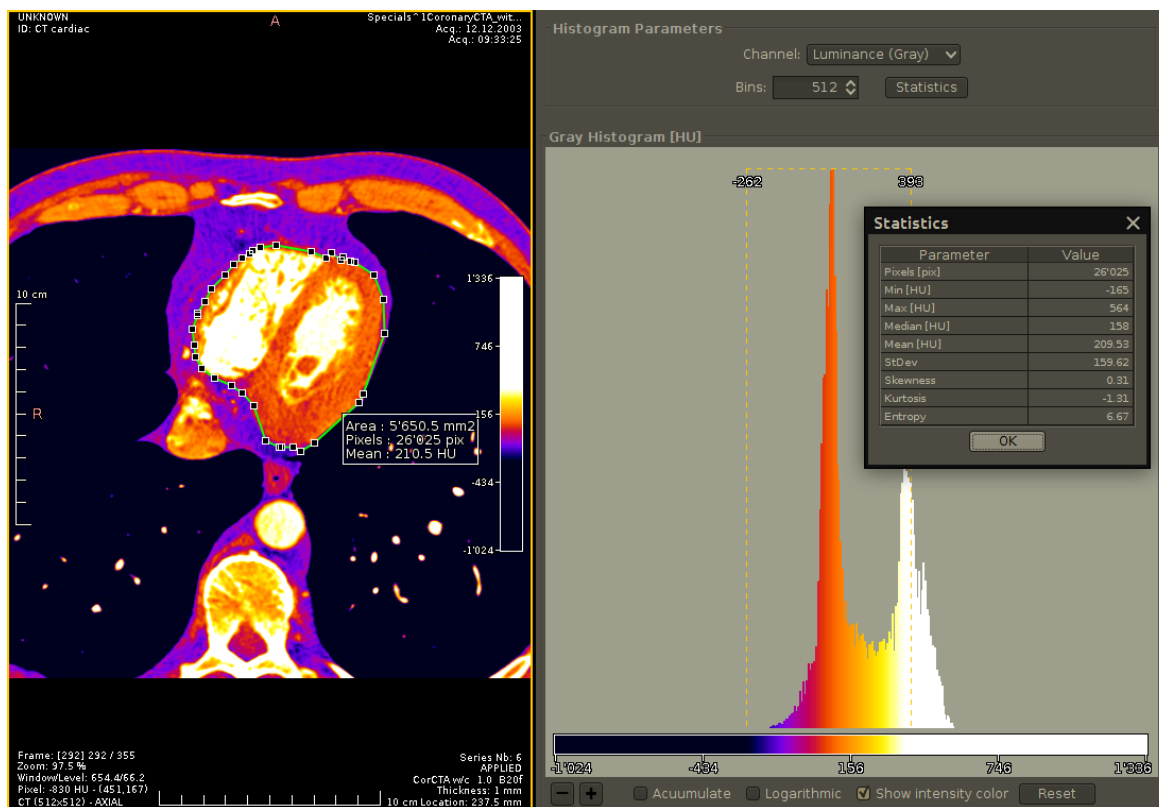 UNKNOWN
ID: CT cardiac
A
Specials^1CoronaryCTA_wit...
Acq.: 12.12.2003
Acq.: 09:33:25
10 cm
R
1'336
746
156
-434
-1'024
Area : 5'650.5 mm2
Pixels : 26'025 pix
Mean : 210.5 HU
Frame: [292] 292 / 355
Zoom: 97.5 %
WindowLevel: 654.4/66.2
Pixel: -830 HU - (451,167)
CT (512x512) - AXIAL
Series Nb: 6
APPLIED
CorCTA w/c 1.0 B20f
Thickness: 1 mm
10 cm Location: 237.5 mm
Histogram Parameters
Channel: Luminance (Gray)
Bins: 512 Statistics
Gray Histogram [HU]
-262 393
Statistics
Parameter Value
Pixels [pix] 26'025
Min [HU] -165
Max [HU] 564
Median [HU] 158
Mean [HU] 209.53
StDev 159.62
Skewness 0.31
Kurtosis -1.31
Entropy 6.67
OK
-1'024 -434 156 746 1'336
Acuumulate Logarithmic Show intensity color Reset